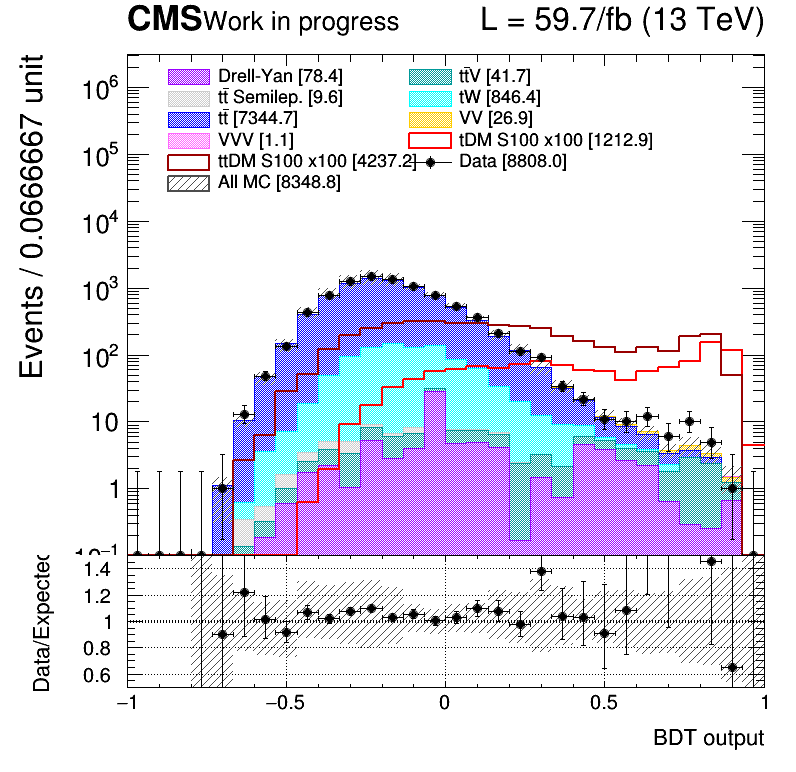 CMS Work in progress L = 59.7/fb (13 TeV)
Events / 0.0666667 unit
10⁶
10⁵
10⁴
10³
10²
10
1
10⁻¹
Drell-Yan [78.4]
tt̄ Semilep. [9.6]
tt̄ [7344.7]
VVV [1.1]
ttDM S100 x100 [4237.2]
All MC [8348.8]
tt̄V [41.7]
tW [846.4]
VV [26.9]
tDM S100 x100 [1212.9]
Data [8808.0]
Data/Expected
1.4
1.2
1
0.8
0.6
−1 −0.5 0 0.5 1
BDT output